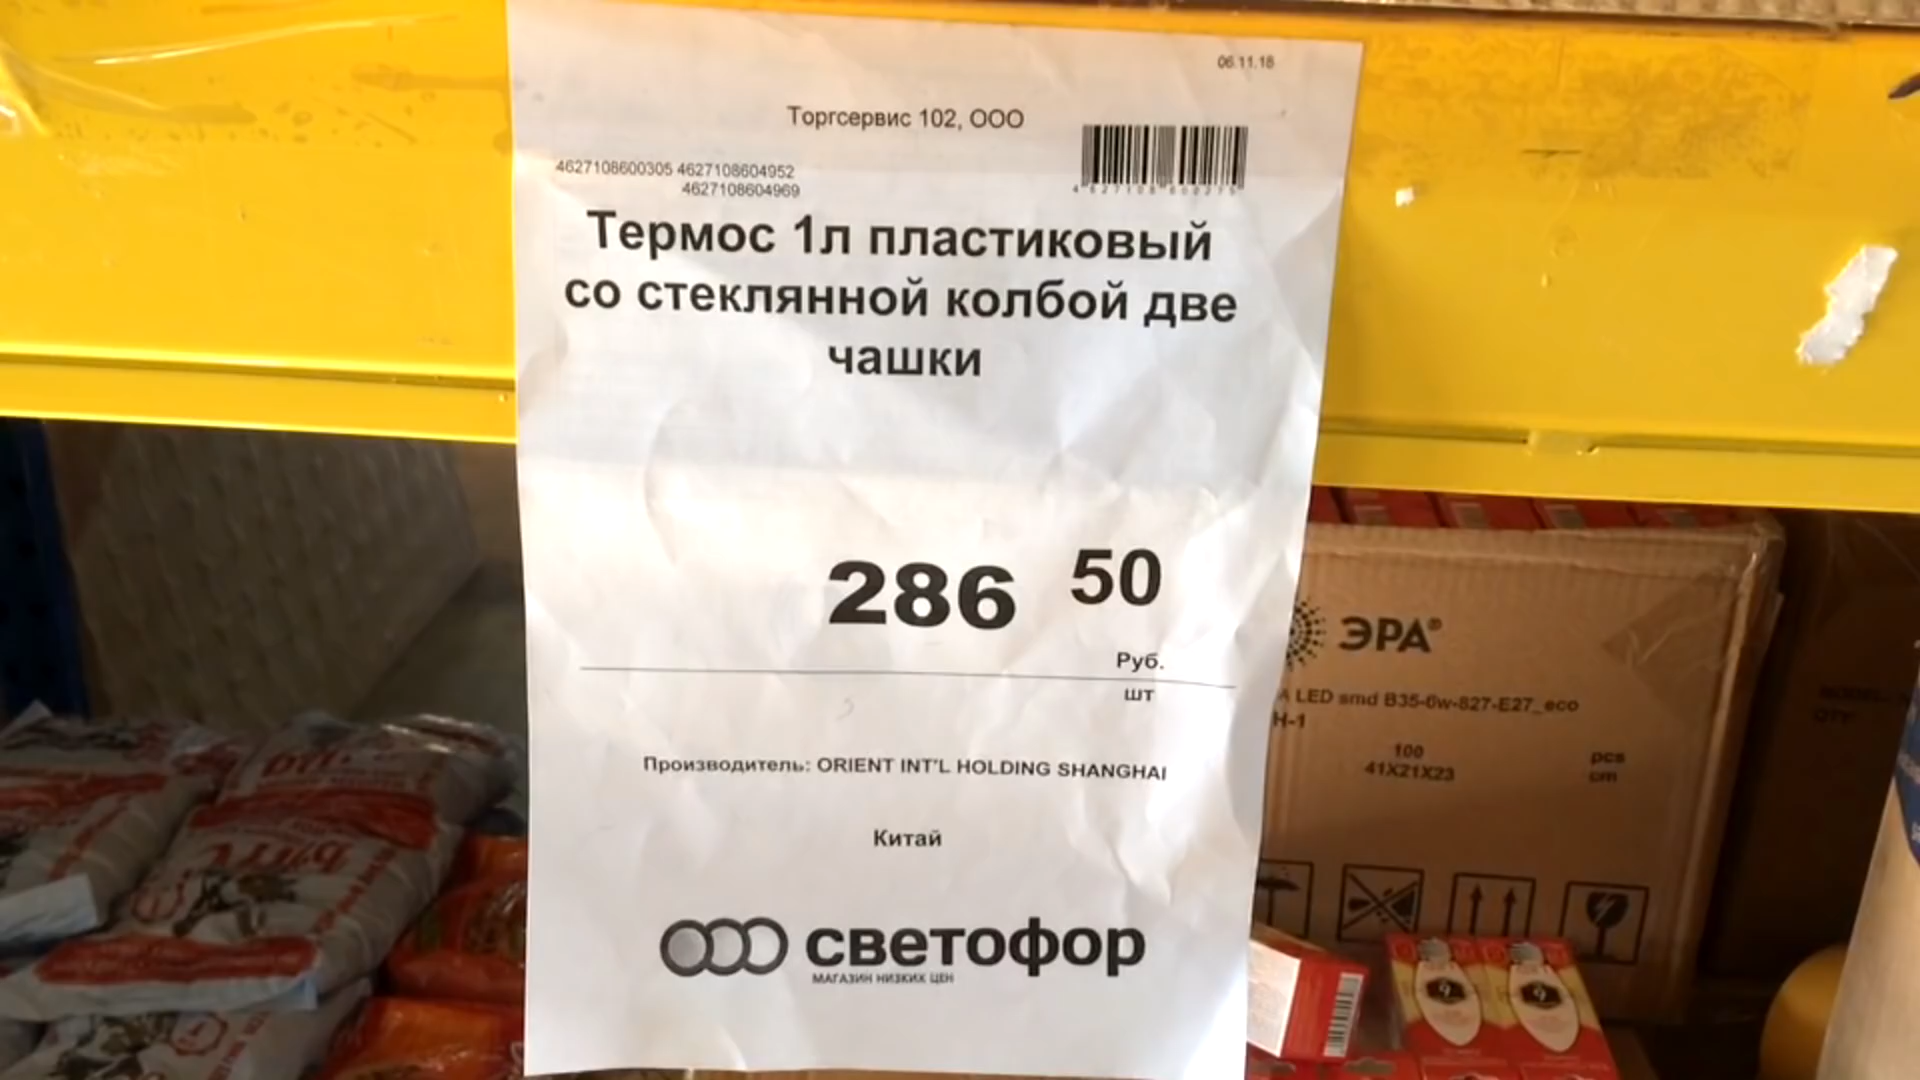 06.11.18
Торгсервис 102, ООО
4627108600305 4627108604952
4627108604969
Термос 1л пластиковый
со стеклянной колбой две
чашки
286 50
Руб.
шт
Производитель: ORIENT INT'L HOLDING SHANGHAI
Китай
светофор
МАГАЗИН НИЗКИХ ЦЕН
ЭРА®
A LED smd B35-6w-827-E27_eco
H-1
100 pcs
41X21X23 cm